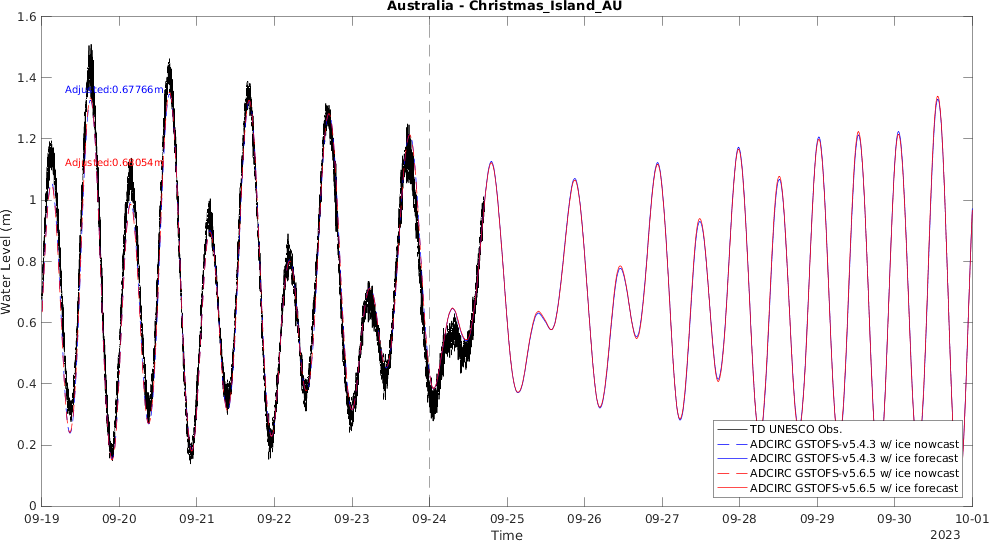 Australia - Christmas_Island_AU
Water Level (m)
1.6
1.4
1.2
1
0.8
0.6
0.4
0.2
0
Adjusted:0.67766m
Adjusted:0.68054m
TD UNESCO Obs.
ADCIRC GSTOFS-v5.4.3 w/ ice nowcast
ADCIRC GSTOFS-v5.4.3 w/ ice forecast
ADCIRC GSTOFS-v5.6.5 w/ ice nowcast
ADCIRC GSTOFS-v5.6.5 w/ ice forecast
09-19 09-20 09-21 09-22 09-23 09-24 09-25 09-26 09-27 09-28 09-29 09-30 10-01
Time
2023